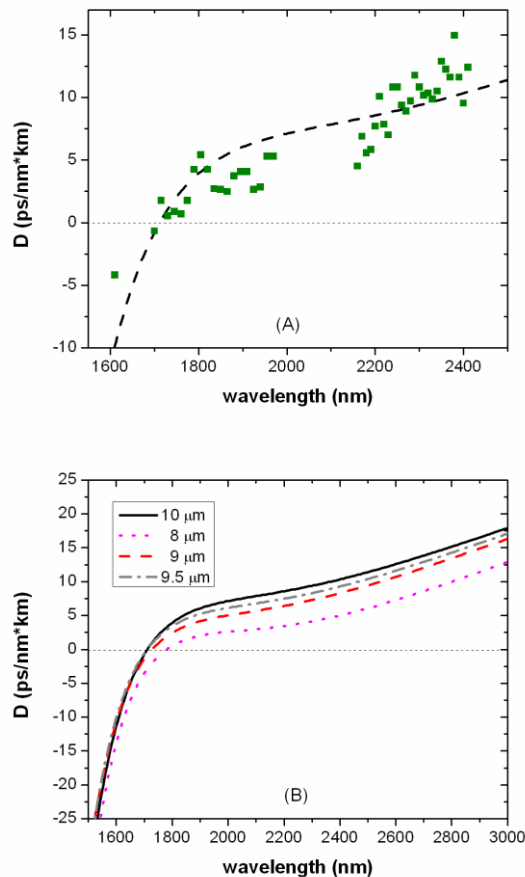 15
10
5
0
-5
-10
D (ps/nm*km)
(A)
1600 1800 2000 2200 2400
wavelength (nm)
25
20
15
10
5
0
-5
-10
-15
-20
-25
D (ps/nm*km)
10 μm
8 μm
9 μm
9.5 μm
(B)
1600 1800 2000 2200 2400 2600 2800 3000
wavelength (nm)